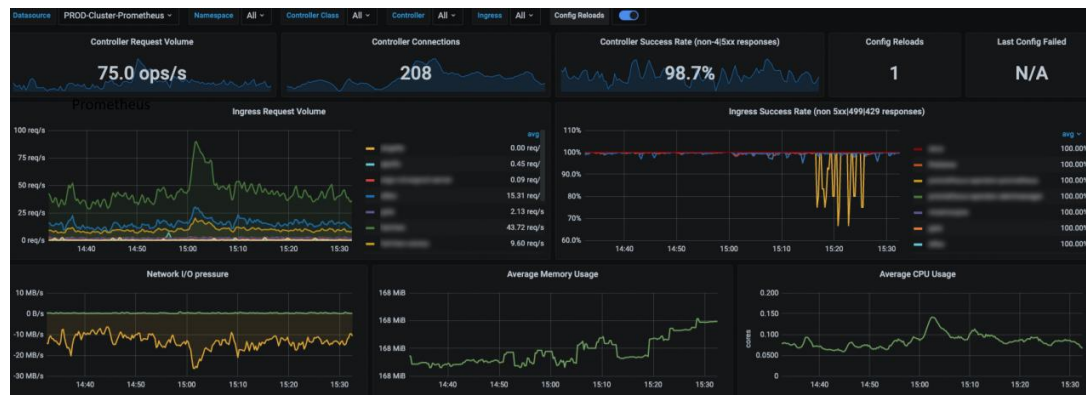 Datasource PROD-Cluster-Prometheus Namespace All Controller Class All Controller All Ingress All Config Reloads
Controller Request Volume
75.0 ops/s
Controller Connections
208
Controller Success Rate (non-4|5xx responses)
98.7%
Config Reloads
1
Last Config Failed
N/A
Prometheus
Ingress Request Volume
100 req/s
75 req/s
50 req/s
25 req/s
0 req/s
14:40 14:50 15:00 15:10 15:20 15:30
avg
0.00 req/
0.45 req/
0.09 req/
15.31 req/
2.13 req/s
43.72 req/s
9.60 req/s
Ingress Success Rate (non 5xx|499|429 responses)
110%
100%
90.0%
80%
70%
60.0%
14:40 14:50 15:00 15:10 15:20 15:30
avg
100.00%
100.00%
100.00%
100.00%
100.00%
100.00%
100.00%
Network I/O pressure
10 MB/s
0 B/s
-10 MB/s
-20 MB/s
-30 MB/s
14:40 14:50 15:00 15:10 15:20 15:30
Average Memory Usage
168 MiB
168 MiB
168 MiB
168 MiB
14:40 14:50 15:00 15:10 15:20 15:30
Average CPU Usage
cores
0.200
0.150
0.100
0.0500
0
14:40 14:50 15:00 15:10 15:20 15:30